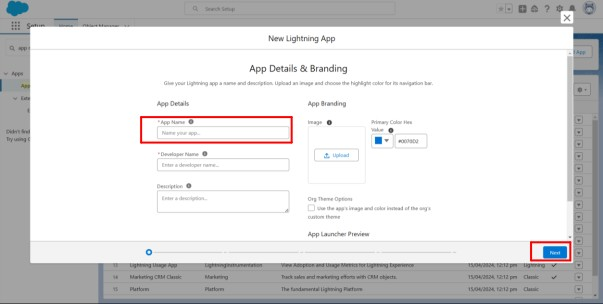 Search Setup
Setup
Home
Object Manager
New Lightning App
App Details & Branding
Give your Lightning app a name and description. Upload an image and choose the highlight color for its navigation bar.
App Details
App Branding
* App Name
Name your app...
Image
Primary Color Hex
Value
Upload
#0070D2
* Developer Name
Enter a developer name...
Description
Enter a description...
Org Theme Options
Use the app's image and color instead of the org's
custom theme
App Launcher Preview
Next
Apps
13 Lightning Usage App LightningInstrumentation View Adoption and Usage Metrics for Lightning Experience 15/04/2024, 12:12 pm Lightning
14 Marketing CRM Classic Marketing Track sales and marketing efforts with CRM objects. 15/04/2024, 12:12 pm Classic
15 Platform Platform The fundamental Lightning Platform 15/04/2024, 12:12 pm Classic